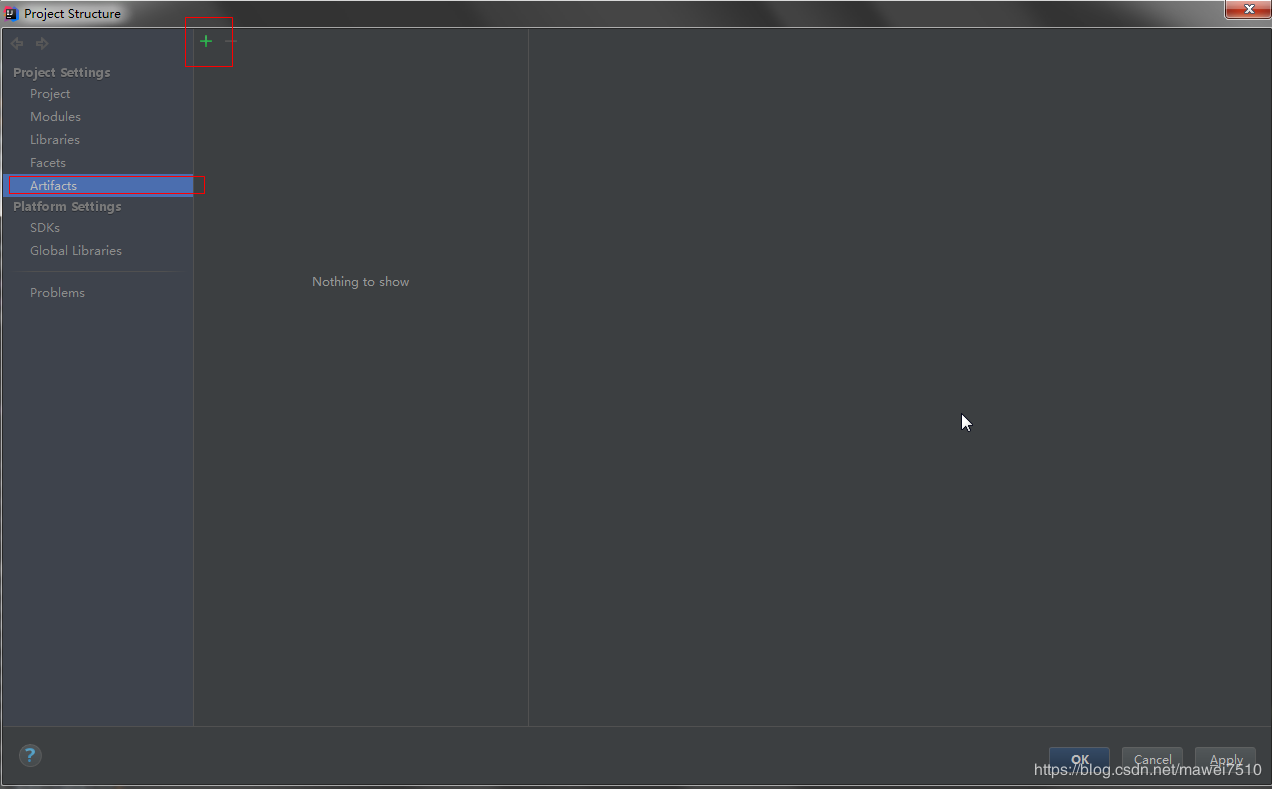 Project Structure
Project Settings
Project
Modules
Libraries
Facets
Artifacts
Platform Settings
SDKs
Global Libraries
Problems
Nothing to show
?
OK
Cancel
Apply
https://blog.csdn.net/mawei7510